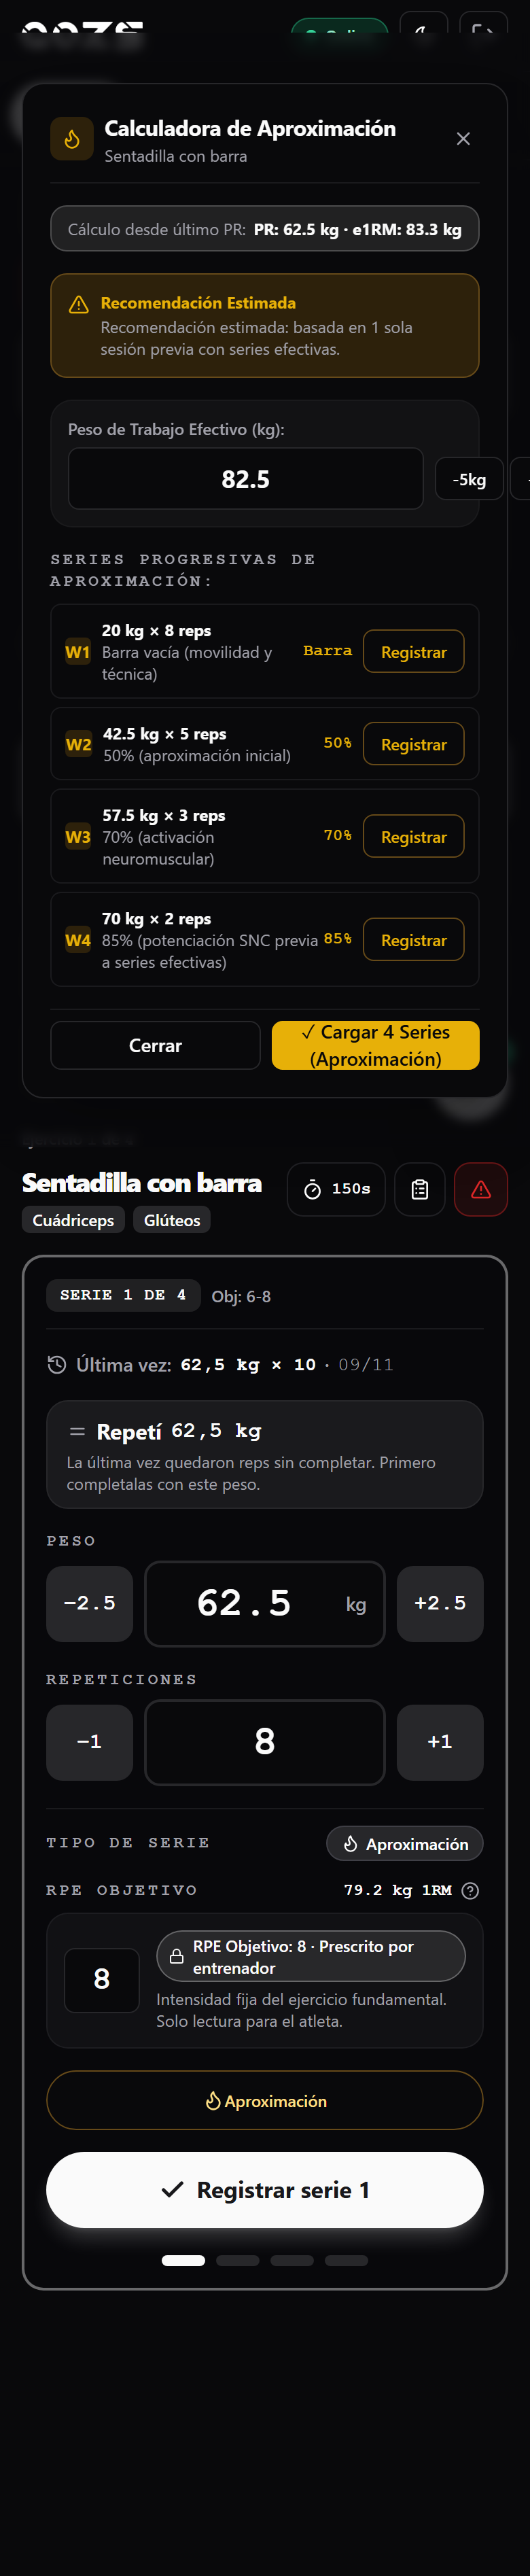 Calculadora de Aproximación
Sentadilla con barra
Cálculo desde último PR: PR: 62.5 kg · e1RM: 83.3 kg
Recomendación Estimada
Recomendación estimada: basada en 1 sola
sesión previa con series efectivas.
Peso de Trabajo Efectivo (kg):
82.5
-5kg
SERIES PROGRESIVAS DE
APROXIMACIÓN:
W1
20 kg × 8 reps
Barra vacía (movilidad y
técnica)
Barra
Registrar
W2
42.5 kg × 5 reps
50% (aproximación inicial)
50%
Registrar
W3
57.5 kg × 3 reps
70% (activación
neuromuscular)
70%
Registrar
W4
70 kg × 2 reps
85% (potenciación SNC previa
a series efectivas)
85%
Registrar
Cerrar
✓ Cargar 4 Series
(Aproximación)
Sentadilla con barra
150s
Cuádriceps
Glúteos
SERIE 1 DE 4
Obj: 6-8
Última vez: 62,5 kg × 10 · 09/11
Repetí 62,5 kg
La última vez quedaron reps sin completar. Primero
completalas con este peso.
PESO
−2.5
62.5
kg
+2.5
REPETICIONES
−1
8
+1
TIPO DE SERIE
Aproximación
RPE OBJETIVO
79.2 kg 1RM
8
RPE Objetivo: 8 · Prescrito por
entrenador
Intensidad fija del ejercicio fundamental.
Solo lectura para el atleta.
Aproximación
Registrar serie 1